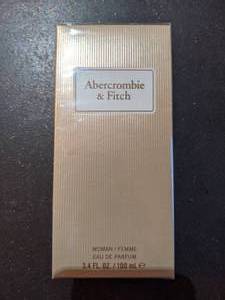 Abercrombie
& Fitch
WOMAN / FEMME
EAU DE PARFUM
3.4 FL. OZ. / 100 ml ℮